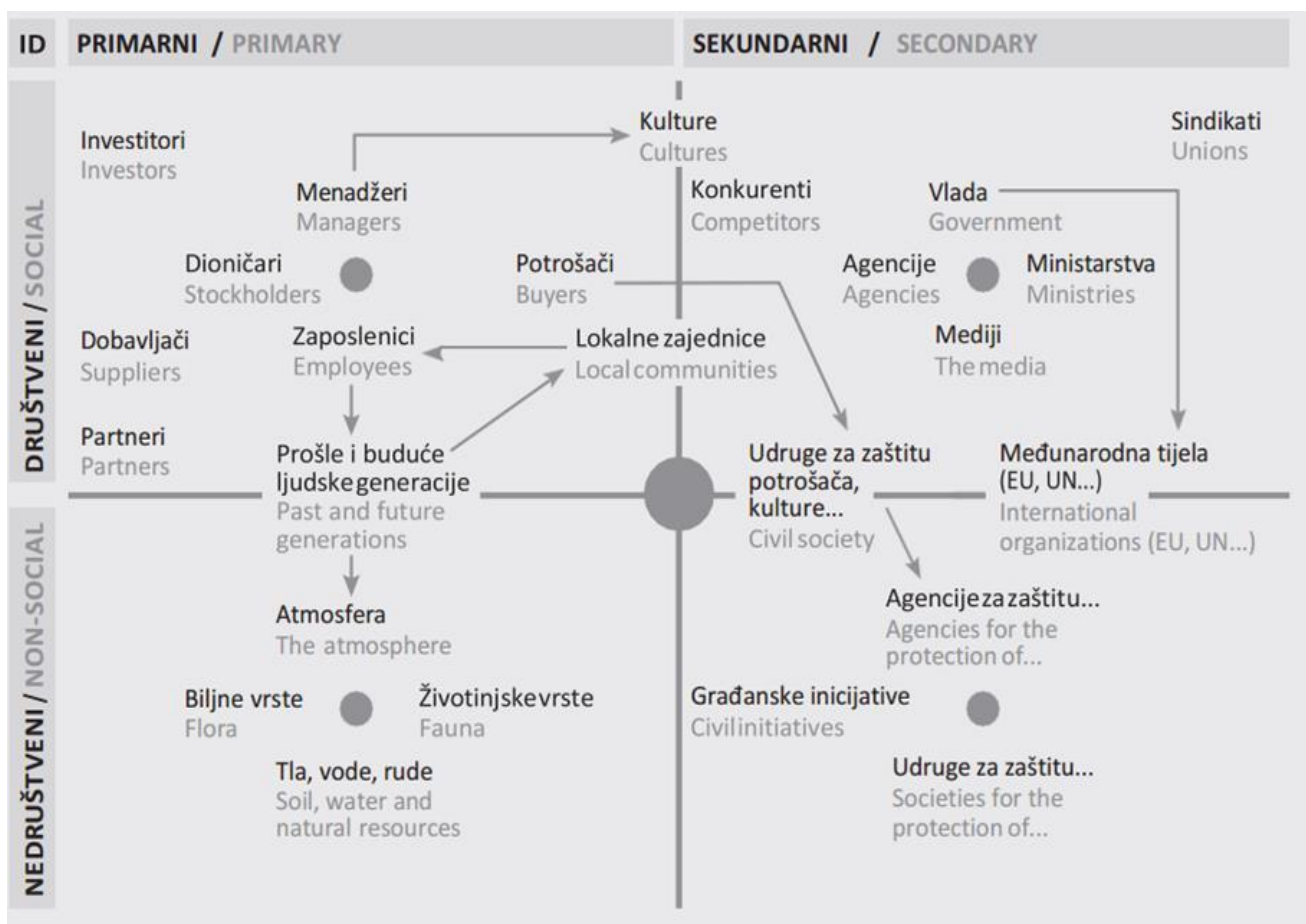 ID PRIMARNI / PRIMARY SEKUNDARNI / SECONDARY
DRUŠTVENI / SOCIAL
Investitori
Investors
Menadžeri
Managers
Dioničari
Stockholders
Potrošači
Buyers
Dobavljači
Suppliers
Zaposlenici
Employees
Lokalne zajednice
Local communities
Partneri
Partners
Prošle i buduće
ljudske generacije
Past and future
generations
Kulture
Cultures
Sindikati
Unions
Konkurenti
Competitors
Vlada
Government
Agencije
Agencies
Ministarstva
Ministries
Mediji
The media
Udruge za zaštitu
potrošača,
kulture...
Civil society
Međunarodna tijela
(EU, UN...)
International
organizations (EU, UN...)
NEDRUŠTVENI / NON-SOCIAL
Atmosfera
The atmosphere
Biljne vrste
Flora
Životinjske vrste
Fauna
Tla, vode, rude
Soil, water and
natural resources
Agencije za zaštitu...
Agencies for the
protection of...
Građanske inicijative
Civil initiatives
Udruge za zaštitu...
Societies for the
protection of...